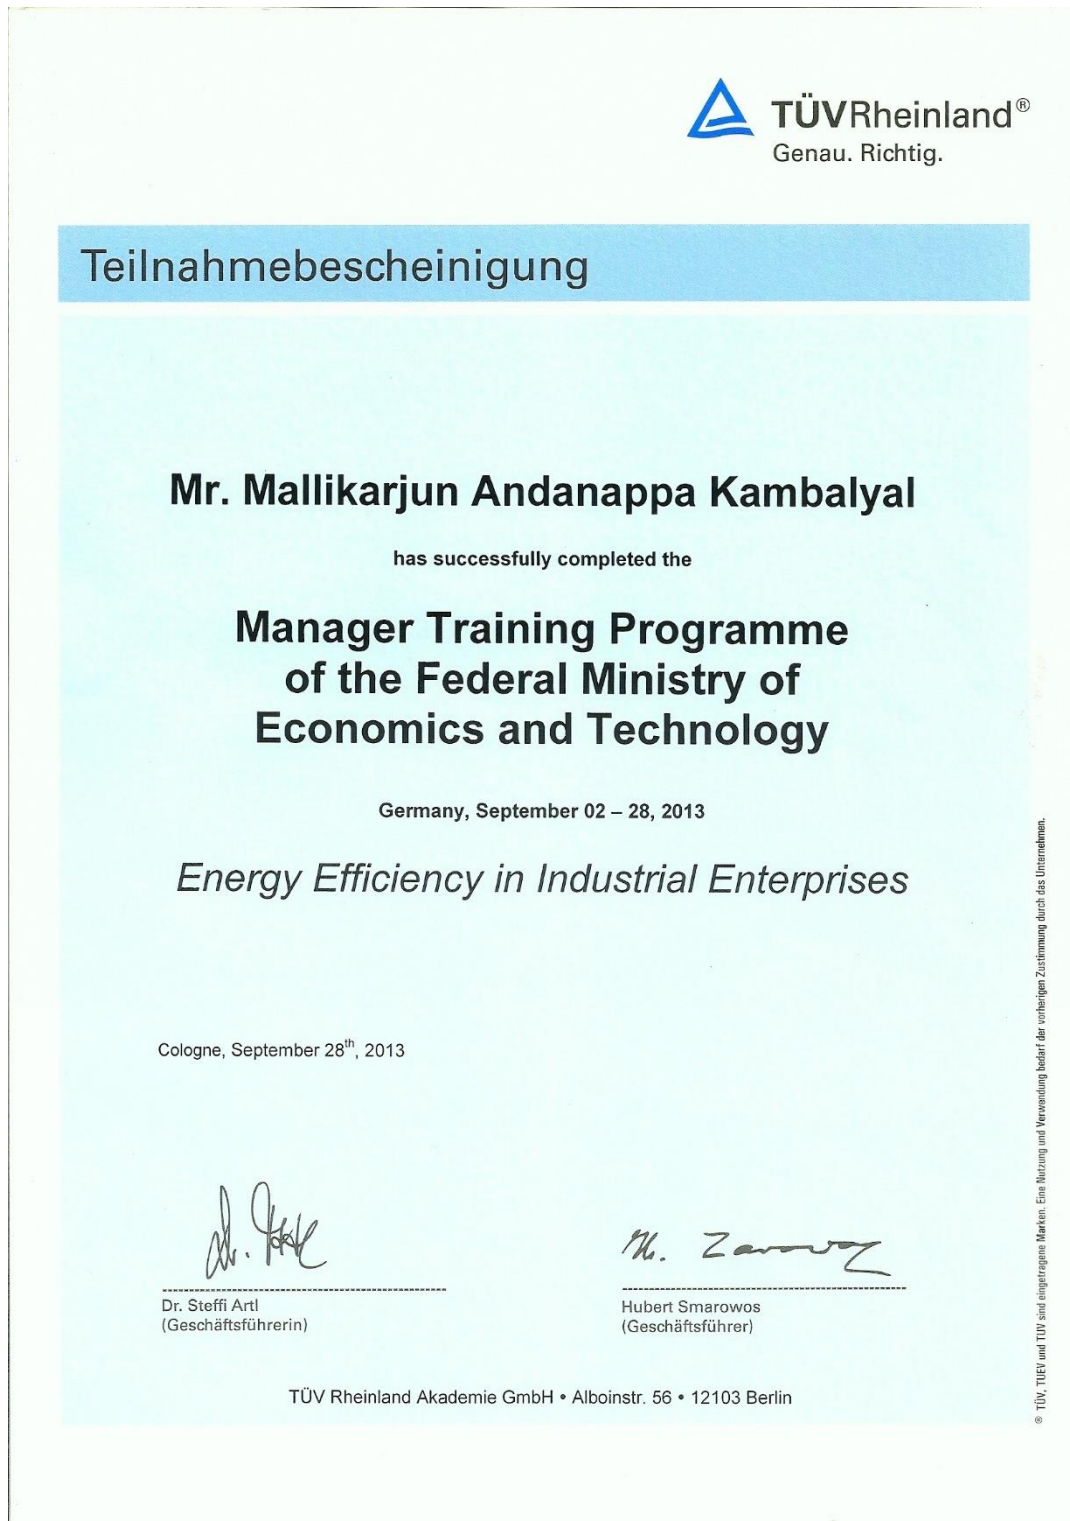 TÜVRheinland®
Genau. Richtig.
Teilnahmebescheinigung
Mr. Mallikarjun Andanappa Kambalyal
has successfully completed the
Manager Training Programme
of the Federal Ministry of
Economics and Technology
Germany, September 02 – 28, 2013
Energy Efficiency in Industrial Enterprises
Cologne, September 28th, 2013
Dr. Steffi Artl
(Geschäftsführerin)
Hubert Smarowos
(Geschäftsführer)
TÜV Rheinland Akademie GmbH • Alboinstr. 56 • 12103 Berlin
® TÜV, TUEV und TUV sind eingetragene Marken. Eine Nutzung und Verwendung bedarf der vorherigen Zustimmung durch das Unternehmen.